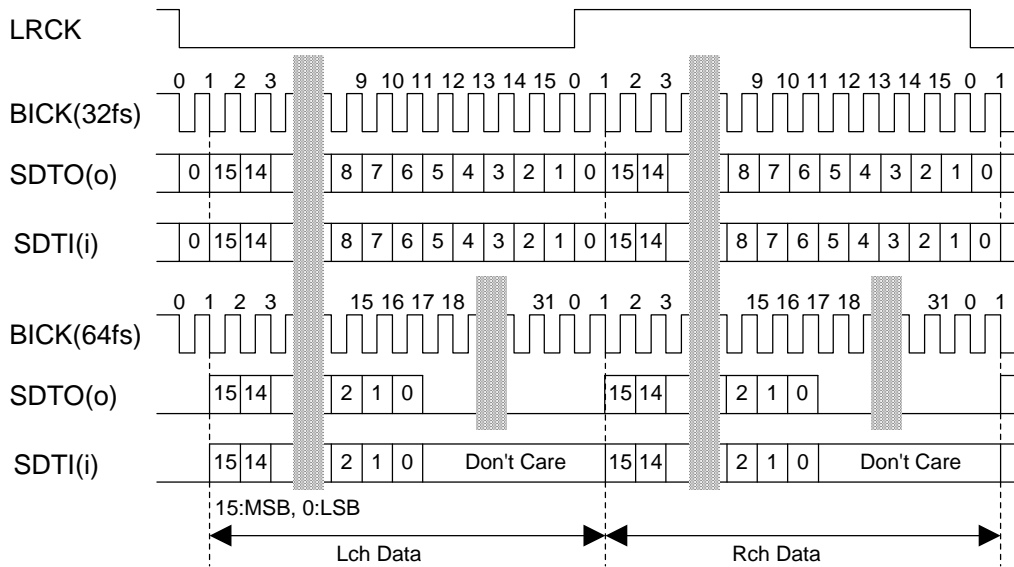 LRCK
0 1 2 3 9 10 11 12 13 14 15 0 1 2 3 9 10 11 12 13 14 15 0 1
BICK(32fs)
SDTO(o) 0 15 14 8 7 6 5 4 3 2 1 0 15 14 8 7 6 5 4 3 2 1 0
SDTI(i) 0 15 14 8 7 6 5 4 3 2 1 0 15 14 8 7 6 5 4 3 2 1 0
0 1 2 3 15 16 17 18 31 0 1 2 3 15 16 17 18 31 0 1
BICK(64fs)
SDTO(o) 15 14 2 1 0 15 14 2 1 0
SDTI(i) 15 14 2 1 0 Don't Care 15 14 2 1 0 Don't Care
15:MSB, 0:LSB
Lch Data Rch Data